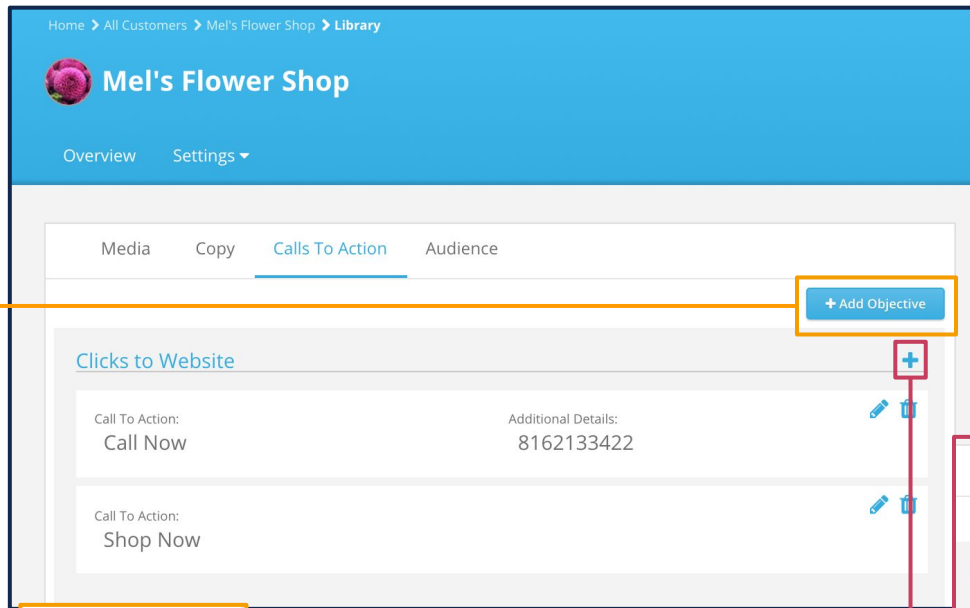 Home > All Customers > Mel's Flower Shop > Library
Mel's Flower Shop
Overview Settings
Media Copy Calls To Action Audience
+ Add Objective
Clicks to Website
Call To Action: Additional Details:
Call Now 8162133422
Call To Action:
Shop Now